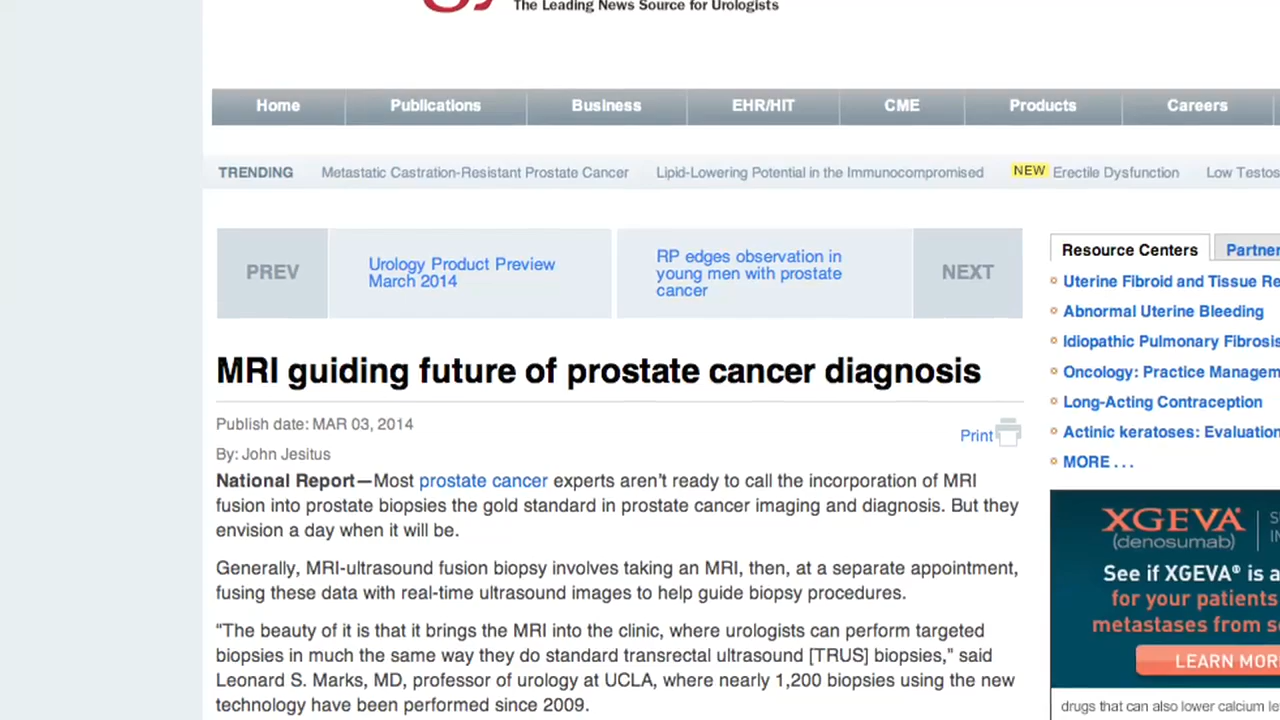 The Leading News Source for Urologists
Home Publications Business EHR/HIT CME Products Careers
TRENDING Metastatic Castration-Resistant Prostate Cancer Lipid-Lowering Potential in the Immunocompromised NEW Erectile Dysfunction Low
PREV
Urology Product Preview
March 2014
RP edges observation in
young men with prostate
cancer
NEXT
MRI guiding future of prostate cancer diagnosis
Publish date: MAR 03, 2014
Print
By: John Jesitus
National Report—Most prostate cancer experts aren't ready to call the incorporation of MRI
fusion into prostate biopsies the gold standard in prostate cancer imaging and diagnosis. But they
envision a day when it will be.
Generally, MRI-ultrasound fusion biopsy involves taking an MRI, then, at a separate appointment,
fusing these data with real-time ultrasound images to help guide biopsy procedures.
"The beauty of it is that it brings the MRI into the clinic, where urologists can perform targeted
biopsies in much the same way they do standard transrectal ultrasound [TRUS] biopsies," said
Leonard S. Marks, MD, professor of urology at UCLA, where nearly 1,200 biopsies using the new
technology have been performed since 2009.
Resource Centers Partner
Uterine Fibroid and Tissue
Abnormal Uterine Bleeding
Idiopathic Pulmonary Fibrosis
Oncology: Practice
Long-Acting Contraception
Actinic keratoses: Evaluation
MORE . . .
XGEVA®
(denosumab)
See if XGEVA® is a
for your patients
metastases from
LEARN
drugs that can also lower calcium